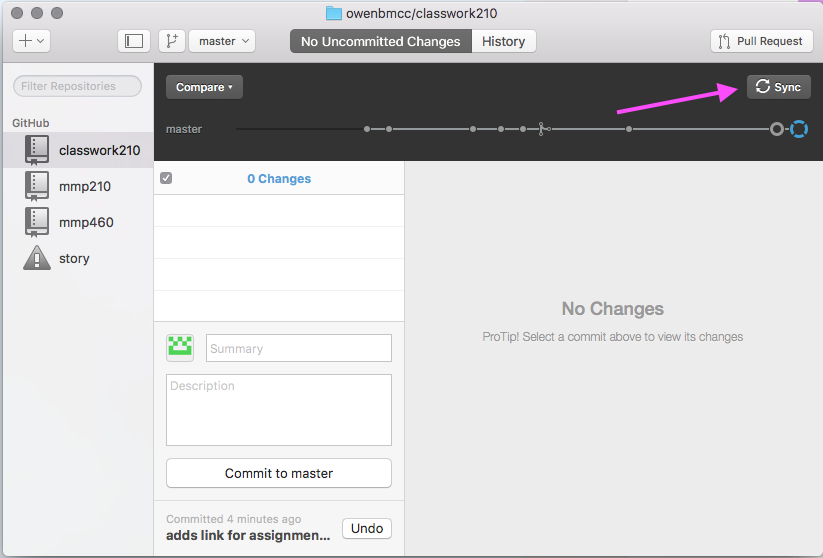 owenbmcc/classwork210
master
No Uncommitted Changes
History
Pull Request
Filter Repositories
Compare
Sync
GitHub
master
classwork210
mmp210
mmp460
story
0 Changes
No Changes
ProTip! Select a commit above to view its changes
Summary
Description
Commit to master
Committed 4 minutes ago
adds link for assignmen...
Undo